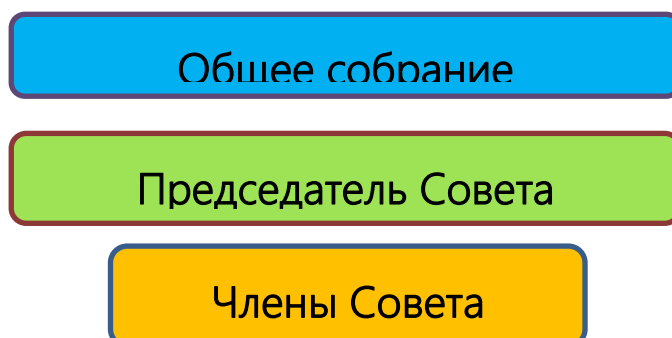 Общее собрание
Председатель Совета
Члены Совета